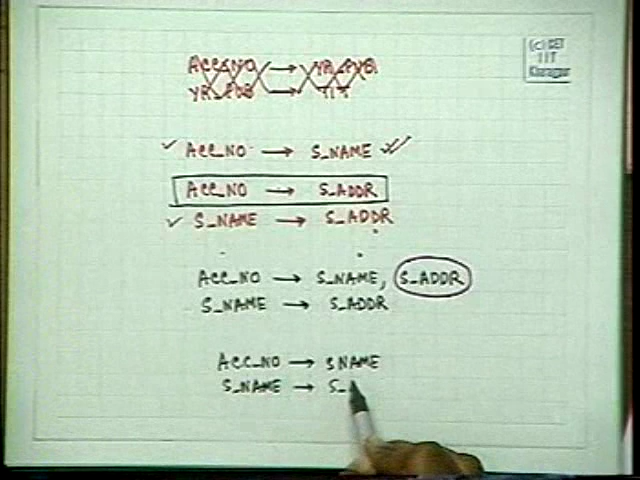 (c) CET
IIT
Kharagpur
ACC_NO → YR_PUB
YR_PUB → TIT
✓ ACC_NO → S_NAME ✓✓
ACC_NO → S_ADDR
✓ S_NAME → S_ADDR
ACC_NO → S_NAME, S_ADDR
S_NAME → S_ADDR
ACC_NO → SNAME
S_NAME → S_